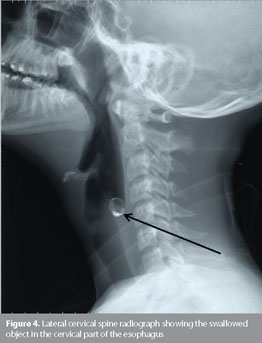 Figure 4. Lateral cervical spine radiograph showing the swallowed
object in the cervical part of the esophagus